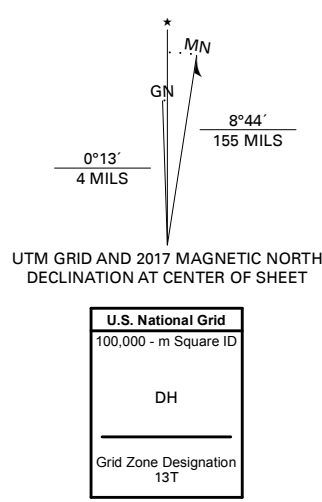 MN
GN
8°44´
155 MILS
0°13´
4 MILS
UTM GRID AND 2017 MAGNETIC NORTH
DECLINATION AT CENTER OF SHEET
U.S. National Grid
100,000 - m Square ID
DH
Grid Zone Designation
13T